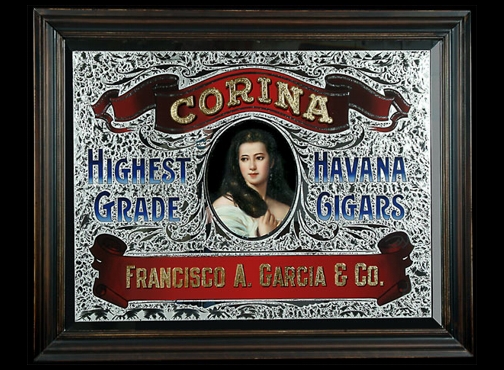 CORINA
HIGHEST
GRADE
HAVANA
CIGARS
FRANCISCO A. GARCIA & CO.